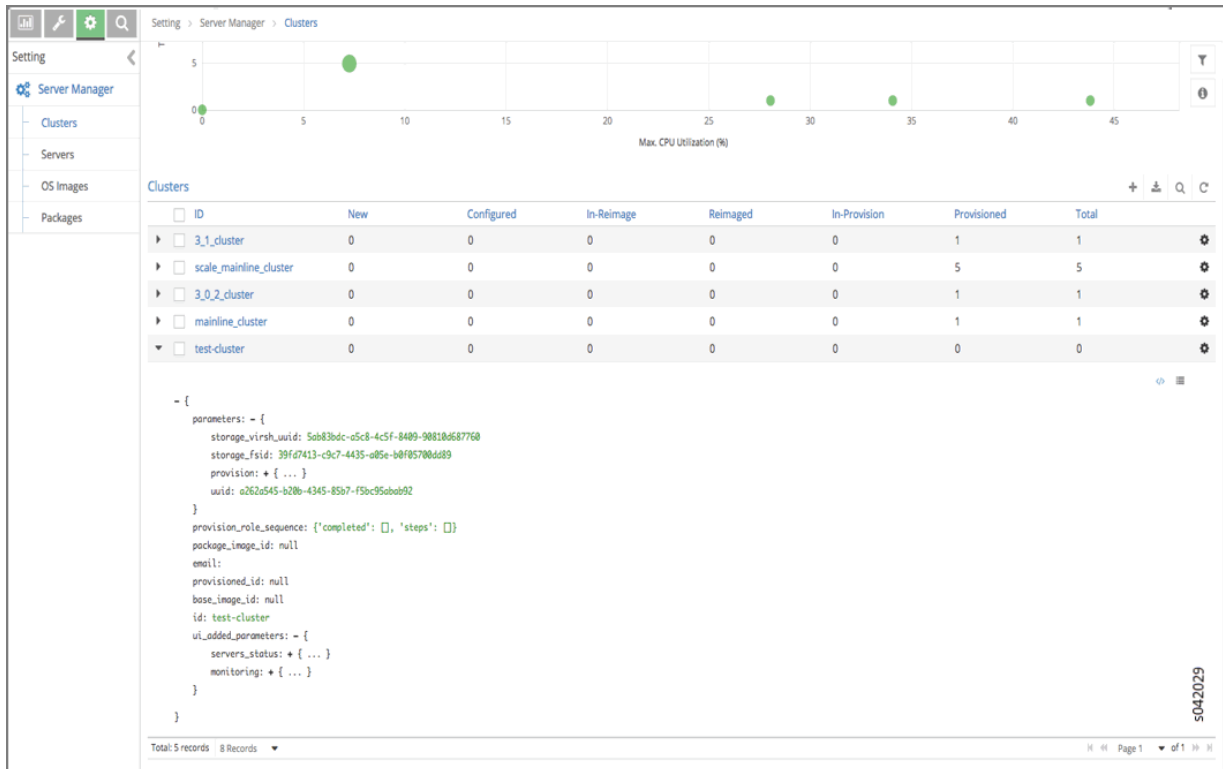 Setting > Server Manager > Clusters
Setting
Server Manager
Clusters
Servers
OS Images
Packages
T
5
0
0 5 10 15 20 25 30 35 40 45
Max. CPU Utilization (%)
Clusters
ID New Configured In-Reimage Reimaged In-Provision Provisioned Total
3_1_cluster 0 0 0 0 0 1 1
scale_mainline_cluster 0 0 0 0 0 5 5
3_0_2_cluster 0 0 0 0 0 1 1
mainline_cluster 0 0 0 0 0 1 1
test-cluster 0 0 0 0 0 0 0
</>
- {
parameters: - {
storage_virsh_uuid: 5ab83bdc-a5c8-4c5f-8409-90810d687760
storage_fsid: 39fd7413-c9c7-4435-a05e-b0f05700dd89
provision: + { ... }
uuid: a262a545-b20b-4345-85b7-f5bc95abab92
}
provision_role_sequence: {'completed': [], 'steps': []}
package_image_id: null
email:
provisioned_id: null
base_image_id: null
id: test-cluster
ui_added_parameters: - {
servers_status: + { ... }
monitoring: + { ... }
}
}
s042029
Total: 5 records 8 Records Page 1 of 1